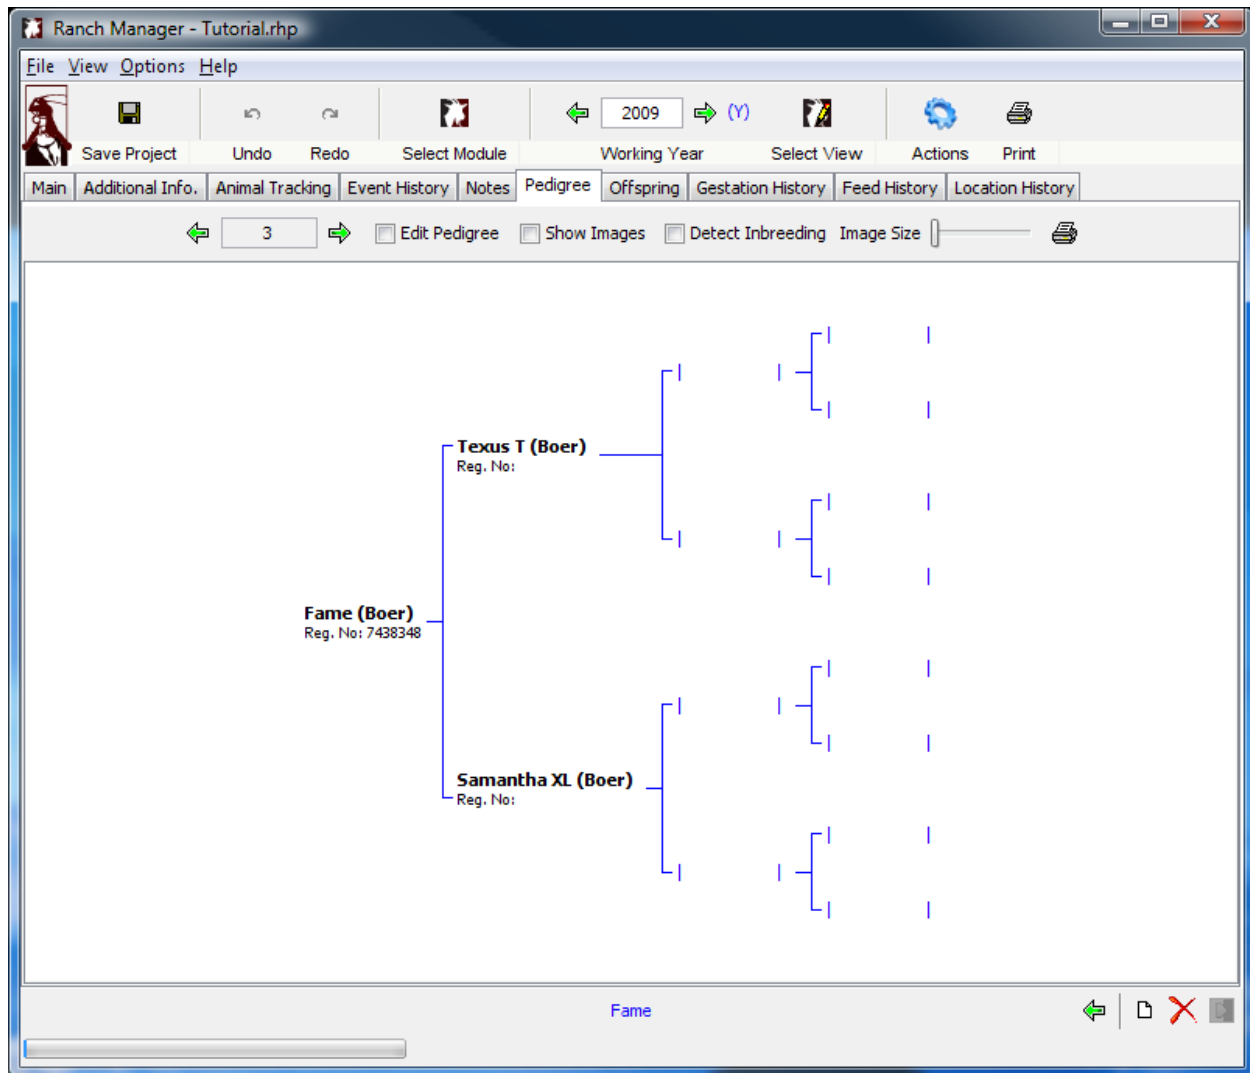 Ranch Manager - Tutorial.rhp
File View Options Help
2009 (Y)
Save Project Undo Redo Select Module Working Year Select View Actions Print
Main Additional Info. Animal Tracking Event History Notes Pedigree Offspring Gestation History Feed History Location History
3 Edit Pedigree Show Images Detect Inbreeding Image Size
Texus T (Boer)
Reg. No:
Fame (Boer)
Reg. No: 7438348
Samantha XL (Boer)
Reg. No:
Fame